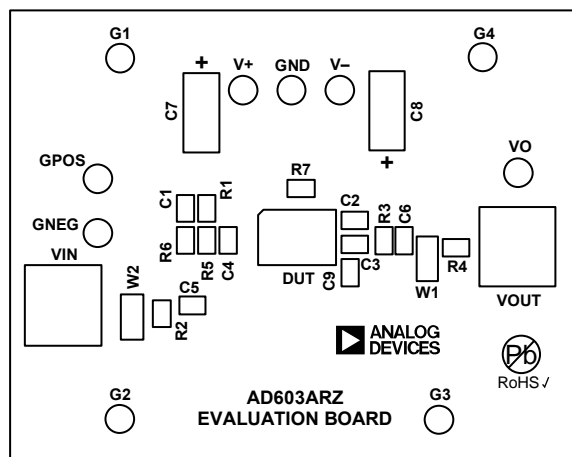 G1
G4
V+
GND
V–
+
C7
C8
+
VO
GPOS
R7
C1
R1
C2
R3
C6
GNEG
VIN
R6
R5
C4
DUT
C9
C3
W1
R4
VOUT
W2
C5
R2
ANALOG
DEVICES
Pb
RoHS√
G2
AD603ARZ
EVALUATION BOARD
G3